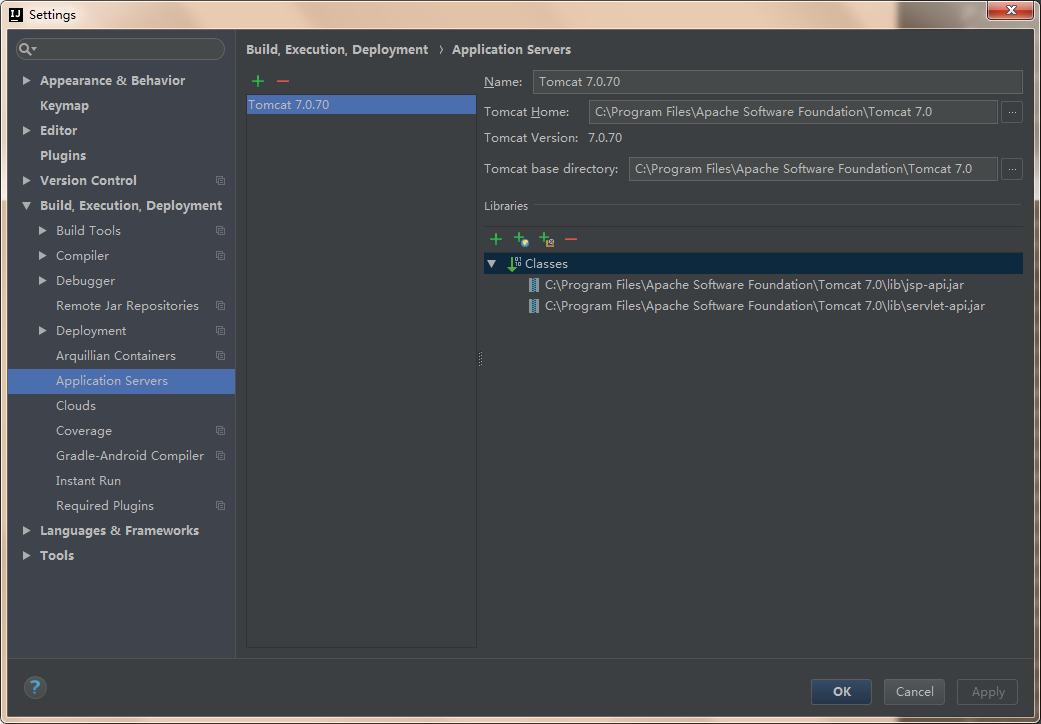 Settings
Appearance & Behavior
Keymap
Editor
Plugins
Version Control
Build, Execution, Deployment
Build Tools
Compiler
Debugger
Remote Jar Repositories
Deployment
Arquillian Containers
Application Servers
Clouds
Coverage
Gradle-Android Compiler
Instant Run
Required Plugins
Languages & Frameworks
Tools
Build, Execution, Deployment › Application Servers
Tomcat 7.0.70
Name: Tomcat 7.0.70
Tomcat Home: C:\Program Files\Apache Software Foundation\Tomcat 7.0 ...
Tomcat Version: 7.0.70
Tomcat base directory: C:\Program Files\Apache Software Foundation\Tomcat 7.0 ...
Libraries
Classes
C:\Program Files\Apache Software Foundation\Tomcat 7.0\lib\jsp-api.jar
C:\Program Files\Apache Software Foundation\Tomcat 7.0\lib\servlet-api.jar
? OK Cancel Apply